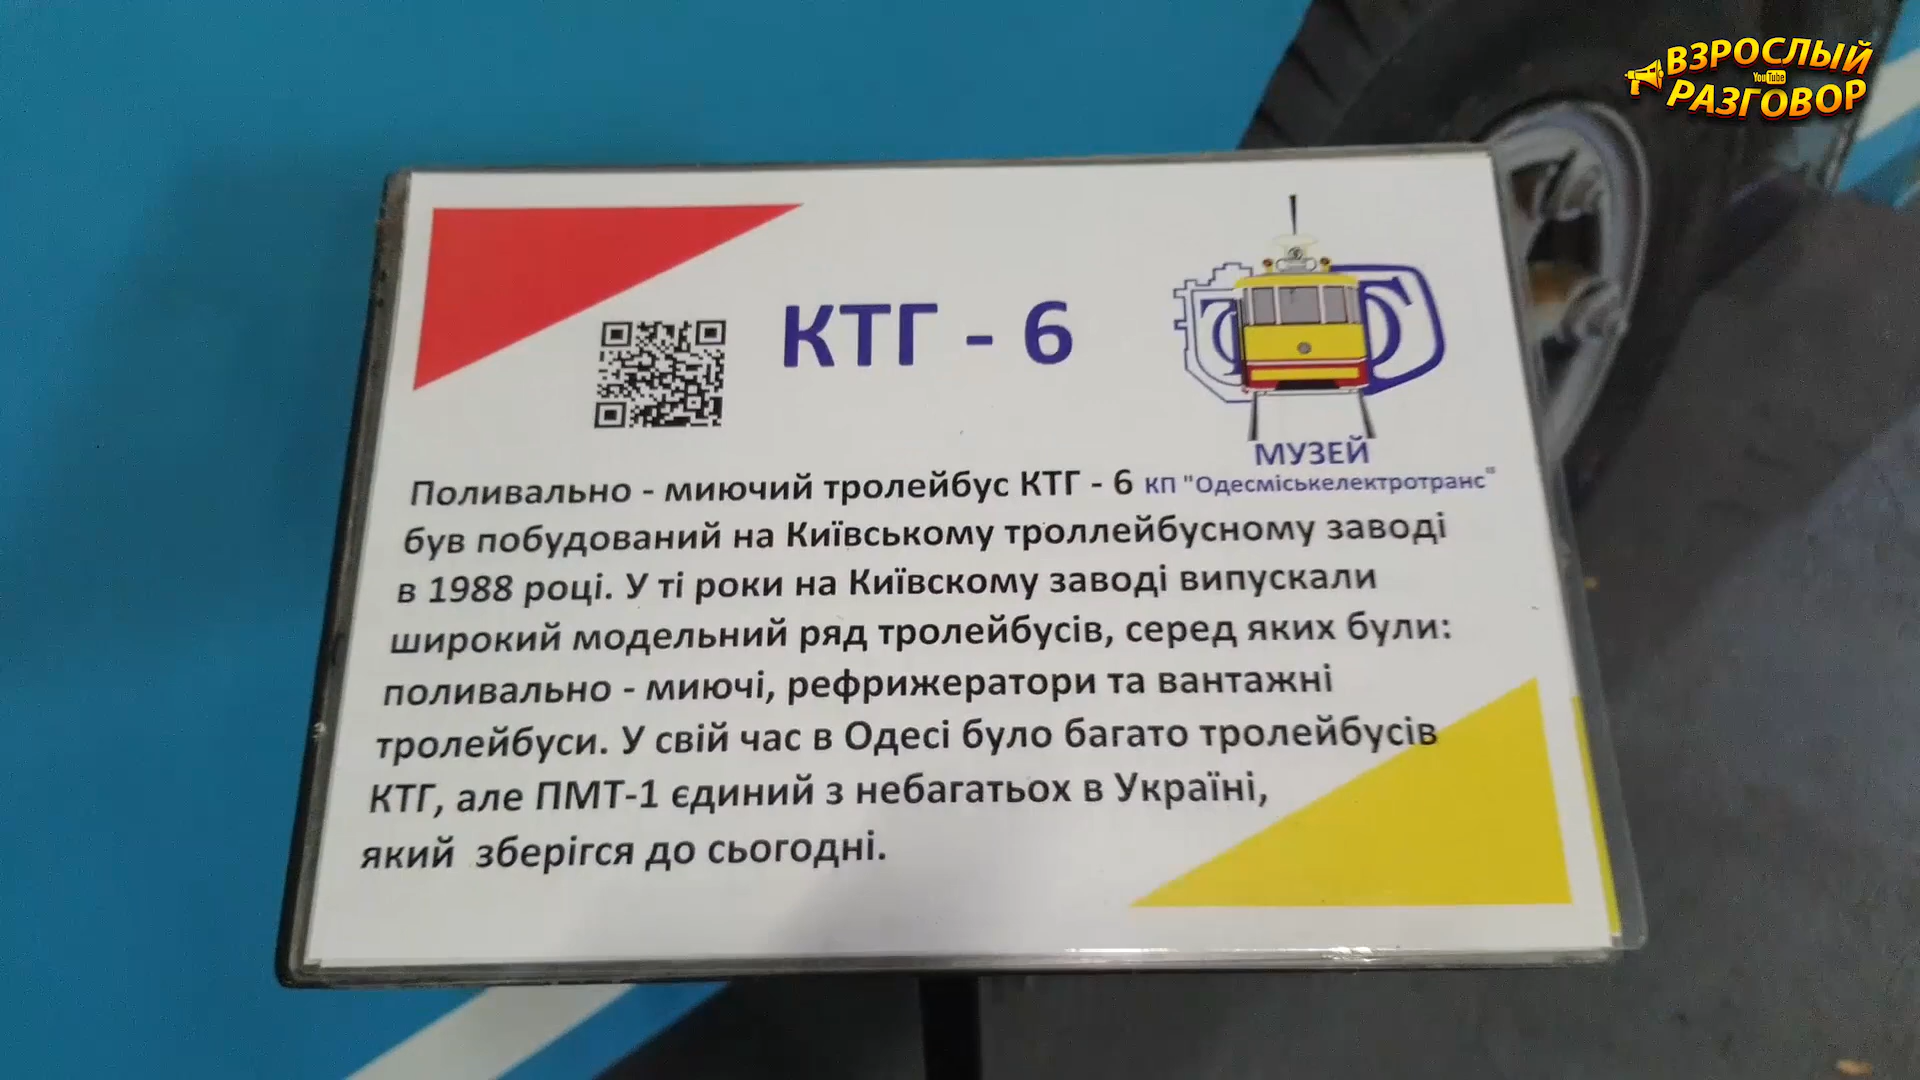 ВЗРОСЛЫЙ
YouTube
РАЗГОВОР
КТГ - 6
МУЗЕЙ
КП "Одесміськелектротранс"
Поливально - миючий тролейбус КТГ - 6
був побудований на Київському троллейбусному заводі
в 1988 році. У ті роки на Київскому заводі випускали
широкий модельний ряд тролейбусів, серед яких були:
поливально - миючі, рефрижератори та вантажні
тролейбуси. У свій час в Одесі було багато тролейбусів
КТГ, але ПМТ-1 єдиний з небагатьох в Україні,
який зберігся до сьогодні.